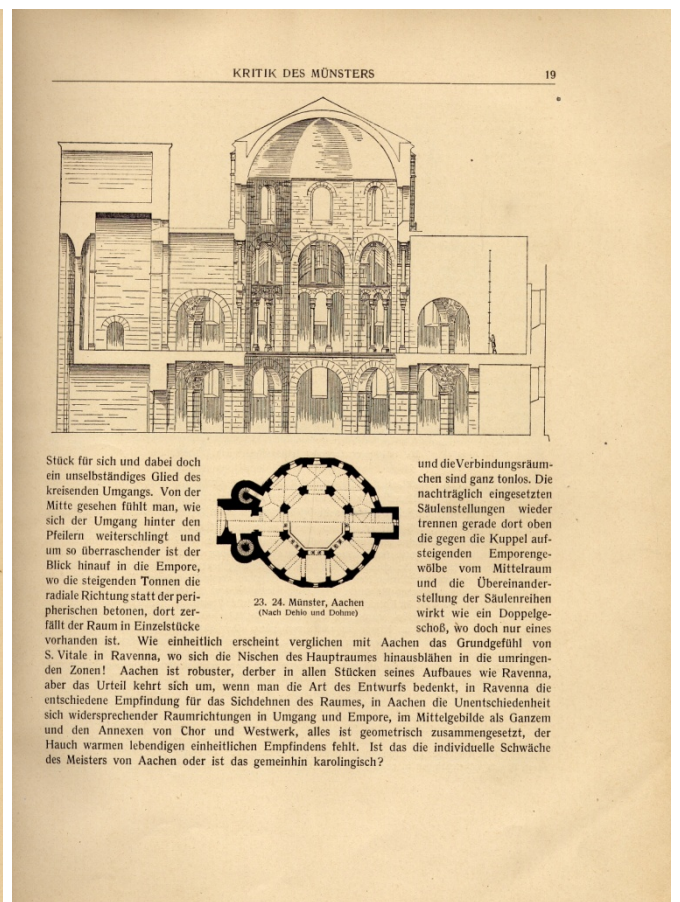 KRITIK DES MÜNSTERS 19
Stück für sich und dabei doch
ein unselbständiges Glied des
kreisenden Umgangs. Von der
Mitte gesehen fühlt man, wie
sich der Umgang hinter den
Pfeilern weiterschlingt und
um so überraschender ist der
Blick hinauf in die Empore,
wo die steigenden Tonnen die
radiale Richtung statt der peri-
pherischen betonen, dort zer-
fällt der Raum in Einzelstücke
23. 24. Münster, Aachen
(Nach Dehio und Dohme)
und die Verbindungsräum-
chen sind ganz tonlos. Die
nachträglich eingesetzten
Säulenstellungen wieder
trennen gerade dort oben
die gegen die Kuppel auf-
steigenden Emporenge-
wölbe vom Mittelraum
und die Übereinander-
stellung der Säulenreihen
wirkt wie ein Doppelge-
schoß, wo doch nur eines
vorhanden ist. Wie einheitlich erscheint verglichen mit Aachen das Grundgefühl von
S. Vitale in Ravenna, wo sich die Nischen des Hauptraumes hinausblähen in die umringen-
den Zonen! Aachen ist robuster, derber in allen Stücken seines Aufbaues wie Ravenna,
aber das Urteil kehrt sich um, wenn man die Art des Entwurfs bedenkt, in Ravenna die
entschiedene Empfindung für das Sichdehnen des Raumes, in Aachen die Unentschiedenheit
sich widersprechender Raumrichtungen in Umgang und Empore, im Mittelgebilde als Ganzem
und den Annexen von Chor und Westwerk, alles ist geometrisch zusammengesetzt, der
Hauch warmen lebendigen einheitlichen Empfindens fehlt. Ist das die individuelle Schwäche
des Meisters von Aachen oder ist das gemeinhin karolingisch?